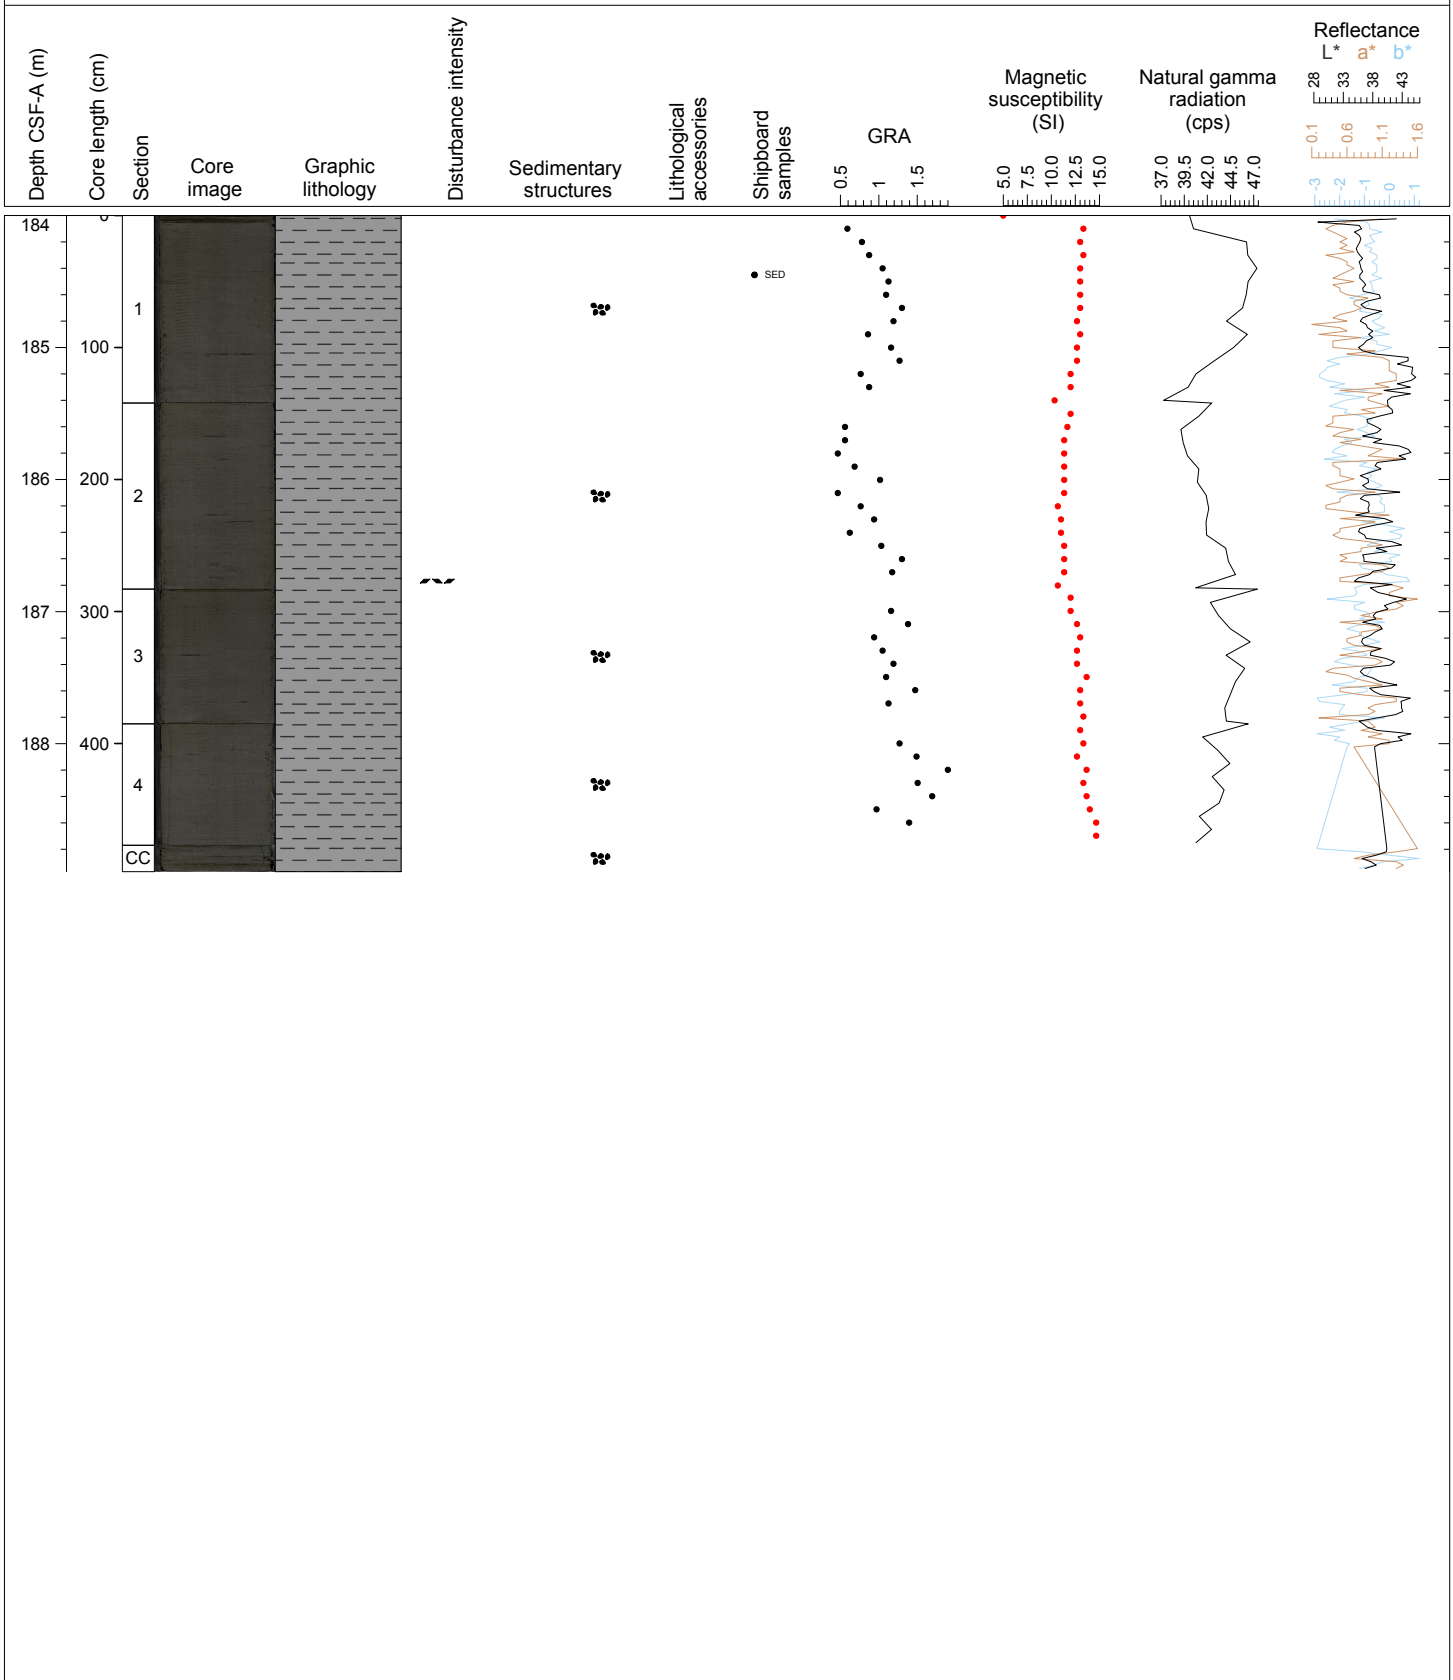 Depth CSF-A (m)
Core length (cm)
Section
Core
image
Graphic
lithology
Disturbance intensity
Sedimentary
structures
Lithological
accessories
Shipboard
samples
GRA
0.5
1
1.5
Magnetic
susceptibility
(SI)
5.0
7.5
10.0
12.5
15.0
Natural gamma
radiation
(cps)
37.0
39.5
42.0
44.5
47.0
Reflectance
L* a* b*
28
33
38
43
0.1
0.6
1.1
1.6
-3
-2
-1
0
1
184
0
SED
1
185
100
186
200
2
187
300
3
188
400
4
CC